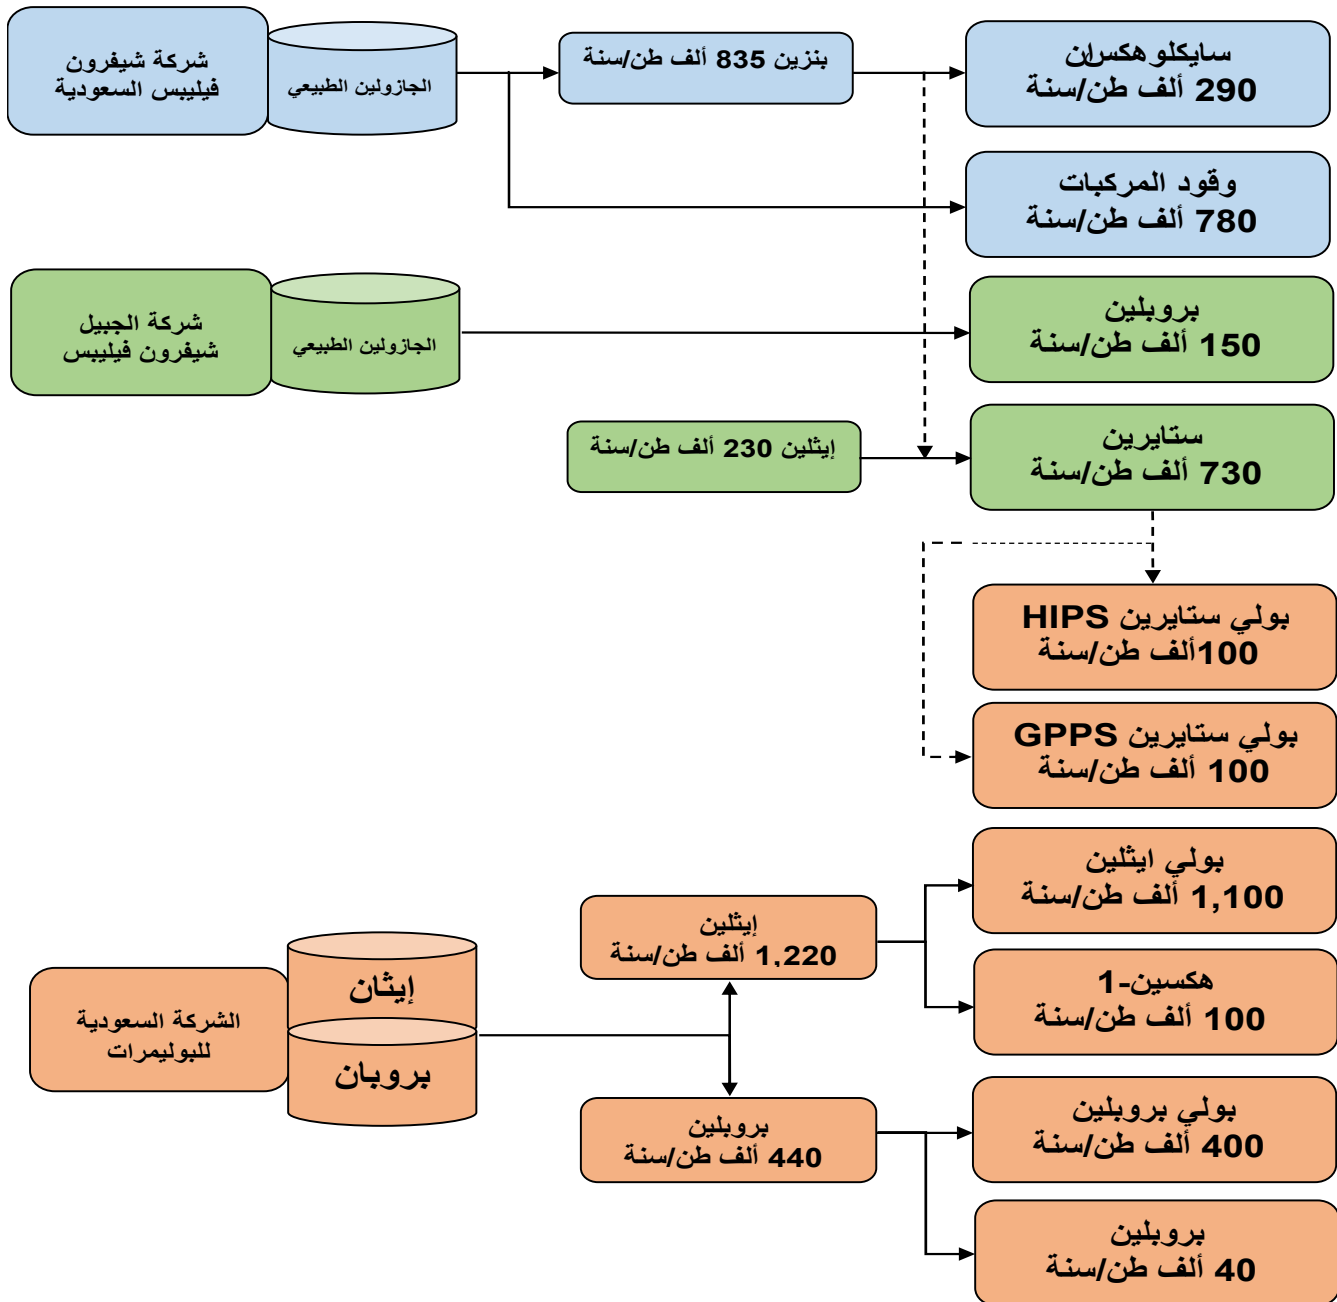 شركة شيفرون
فيليبس السعودية
الجازولين الطبيعي
بنزين 835 ألف طن/سنة
سايكلوهكسان
290 ألف طن/سنة
وقود المركبات
780 ألف طن/سنة
شركة الجبيل
شيفرون فيليبس
الجازولين الطبيعي
بروبلين
150 ألف طن/سنة
إيثلين 230 ألف طن/سنة
ستايرين
730 ألف طن/سنة
بولي ستايرين HIPS
100ألف طن/سنة
بولي ستايرين GPPS
100 ألف طن/سنة
الشركة السعودية
للبوليمرات
إيثان
بروبان
إيثلين
1,220 ألف طن/سنة
بولي ايثلين
1,100 ألف طن/سنة
هكسين-1
100 ألف طن/سنة
بروبلين
440 ألف طن/سنة
بولي بروبلين
400 ألف طن/سنة
بروبلين
40 ألف طن/سنة